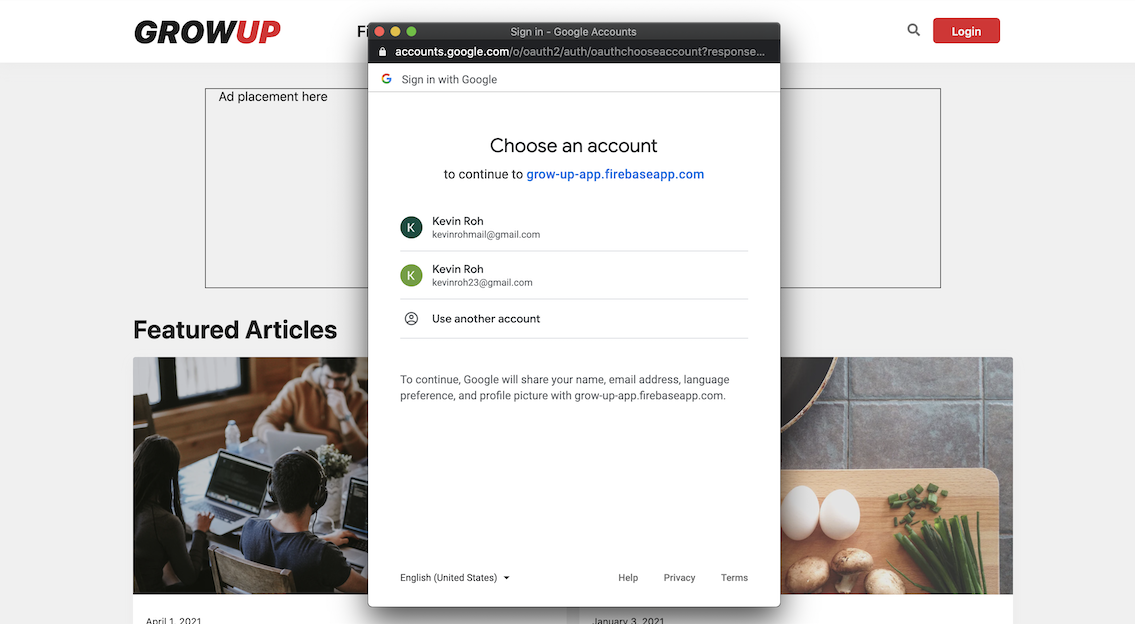 GROWUP
Fi
Login
Sign in - Google Accounts
accounts.google.com/o/oauth2/auth/oauthchooseaccount?response...
Sign in with Google
Ad placement here
Choose an account
to continue to grow-up-app.firebaseapp.com
K
Kevin Roh
kevinrohmail@gmail.com
K
Kevin Roh
kevinroh23@gmail.com
Use another account
Featured Articles
To continue, Google will share your name, email address, language
preference, and profile picture with grow-up-app.firebaseapp.com.
English (United States)
Help
Privacy
Terms
April 1, 2021
January 3, 2021